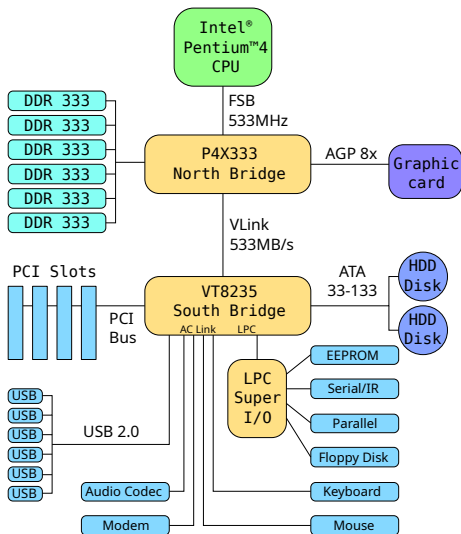 Intel®
Pentium™4
CPU
FSB
533MHz
DDR 333
DDR 333
DDR 333
DDR 333
DDR 333
DDR 333
P4X333
North Bridge
AGP 8x
Graphic
card
VLink
533MB/s
PCI Slots
PCI
Bus
VT8235
South Bridge
AC Link
LPC
ATA
33-133
HDD
Disk
HDD
Disk
LPC
Super
I/O
EEPROM
Serial/IR
Parallel
Floppy Disk
USB
USB
USB
USB
USB
USB
USB 2.0
Audio Codec
Keyboard
Modem
Mouse